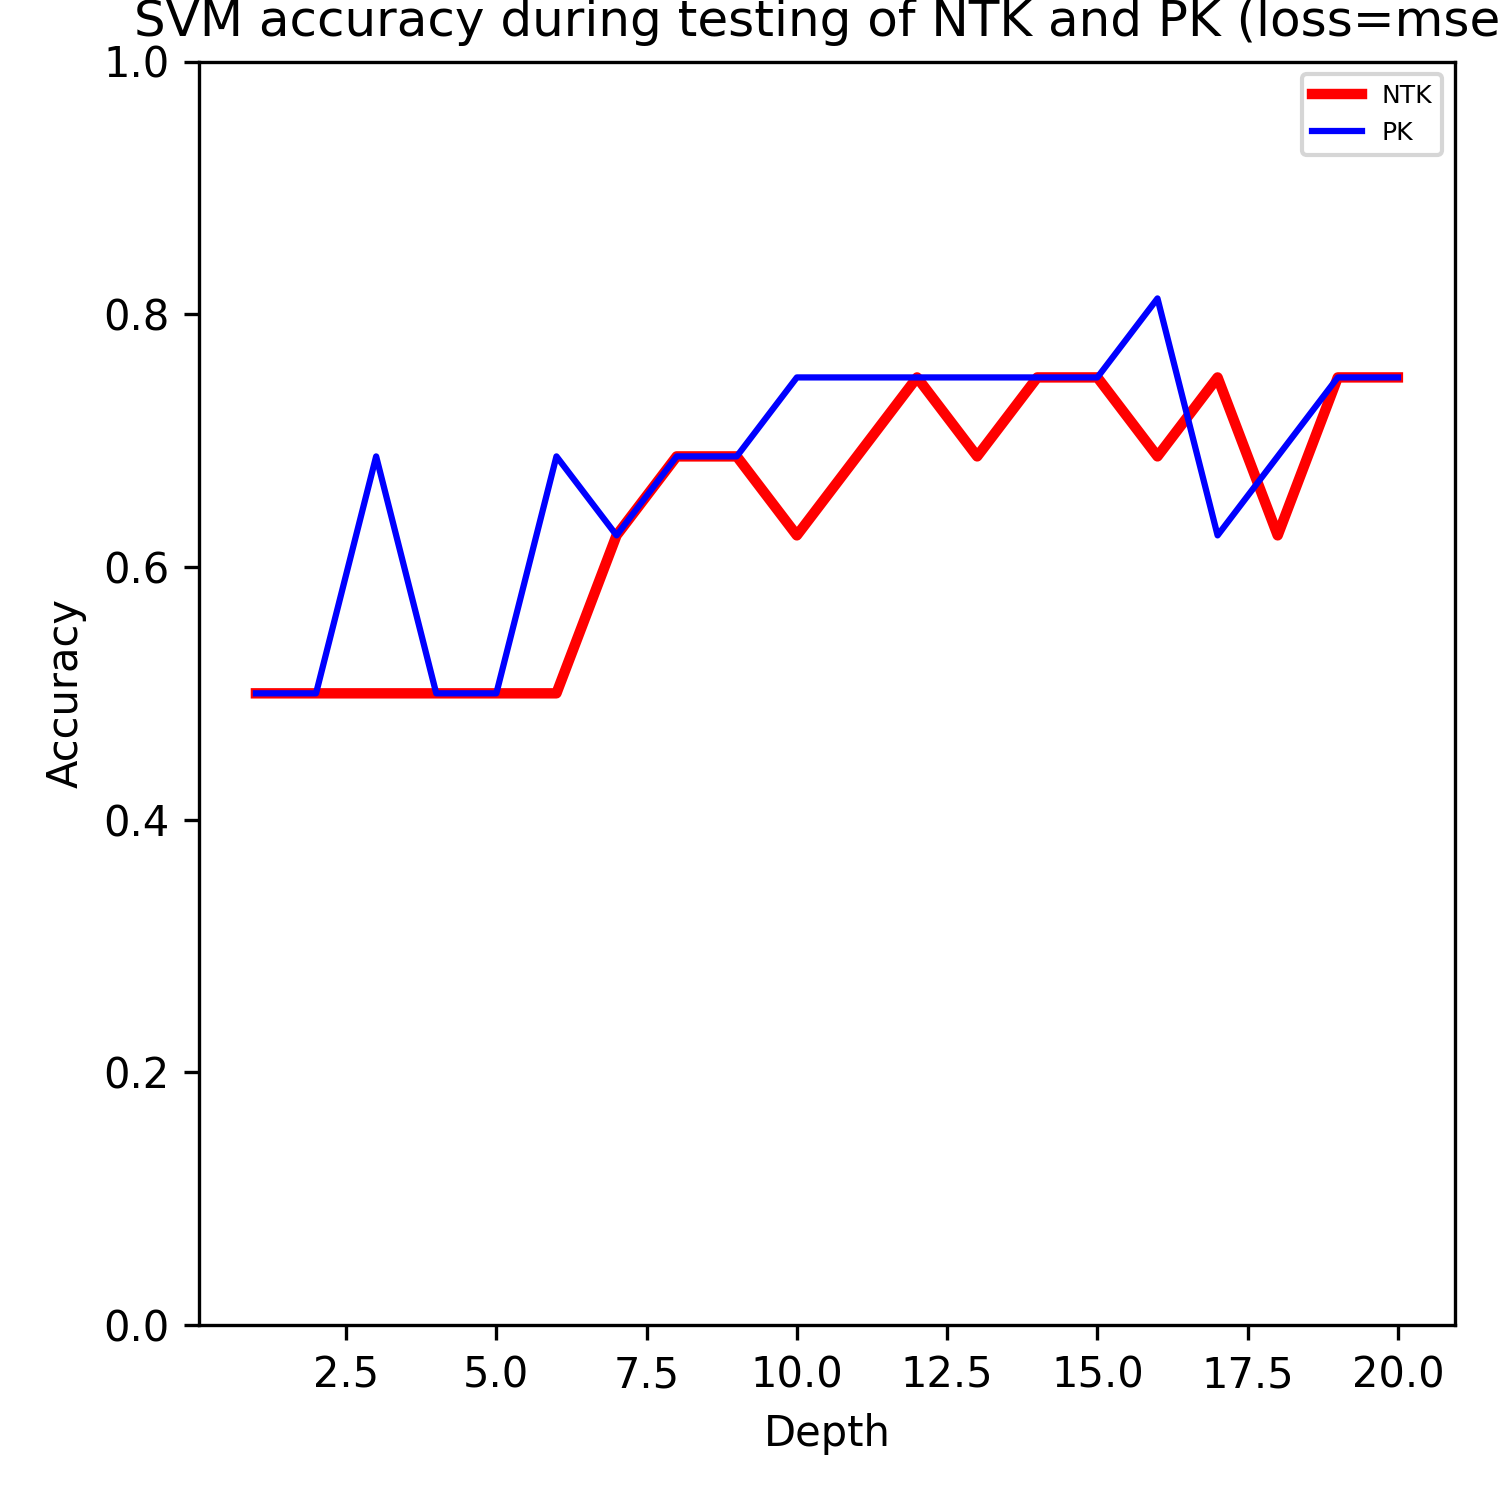 SVM accuracy during testing of NTK and PK (loss=mse
1.0
0.8
0.6
0.4
0.2
0.0
Accuracy
NTK
PK
2.5 5.0 7.5 10.0 12.5 15.0 17.5 20.0
Depth